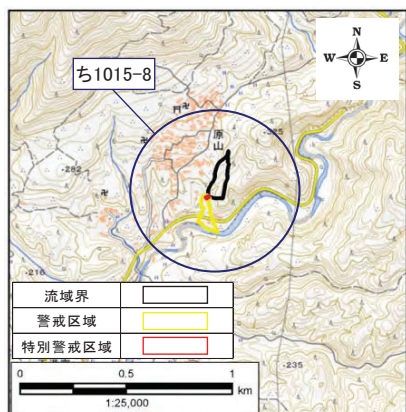 N
W E
S
ち1015-8
原山
・325
・282
・216
・235
流域界
警戒区域
特別警戒区域
0 0.5 1
km
1:25,000